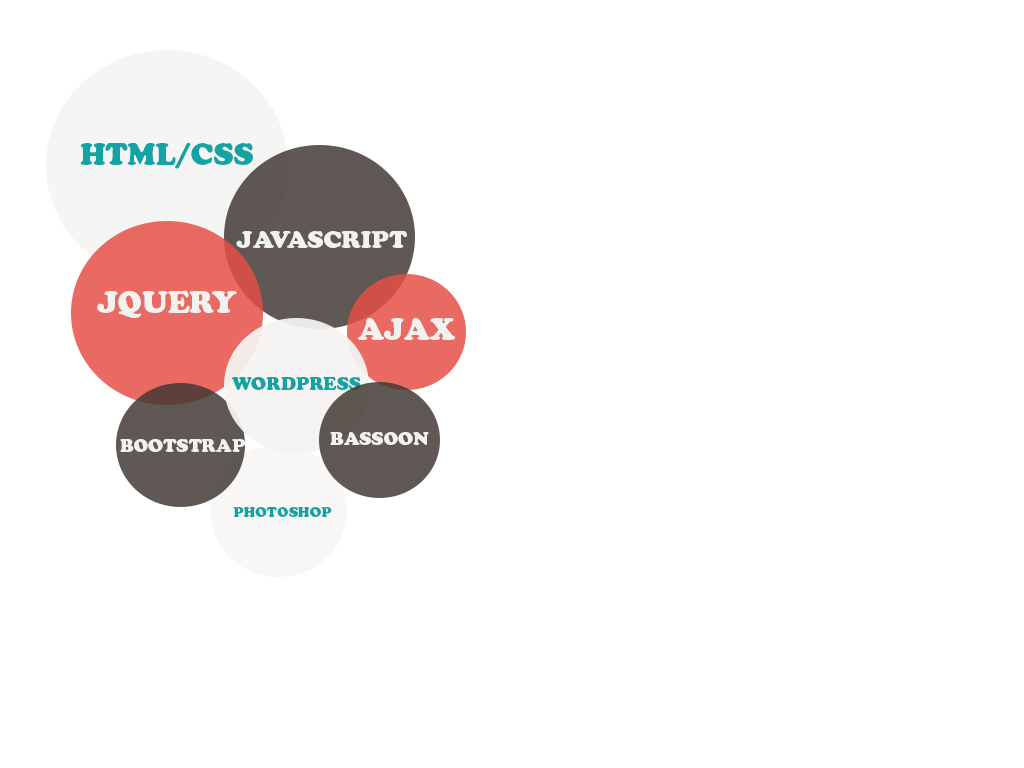 HTML/CSS
JAVASCRIPT
JQUERY
AJAX
WORDPRESS
BOOTSTRAP
BASSOON
PHOTOSHOP